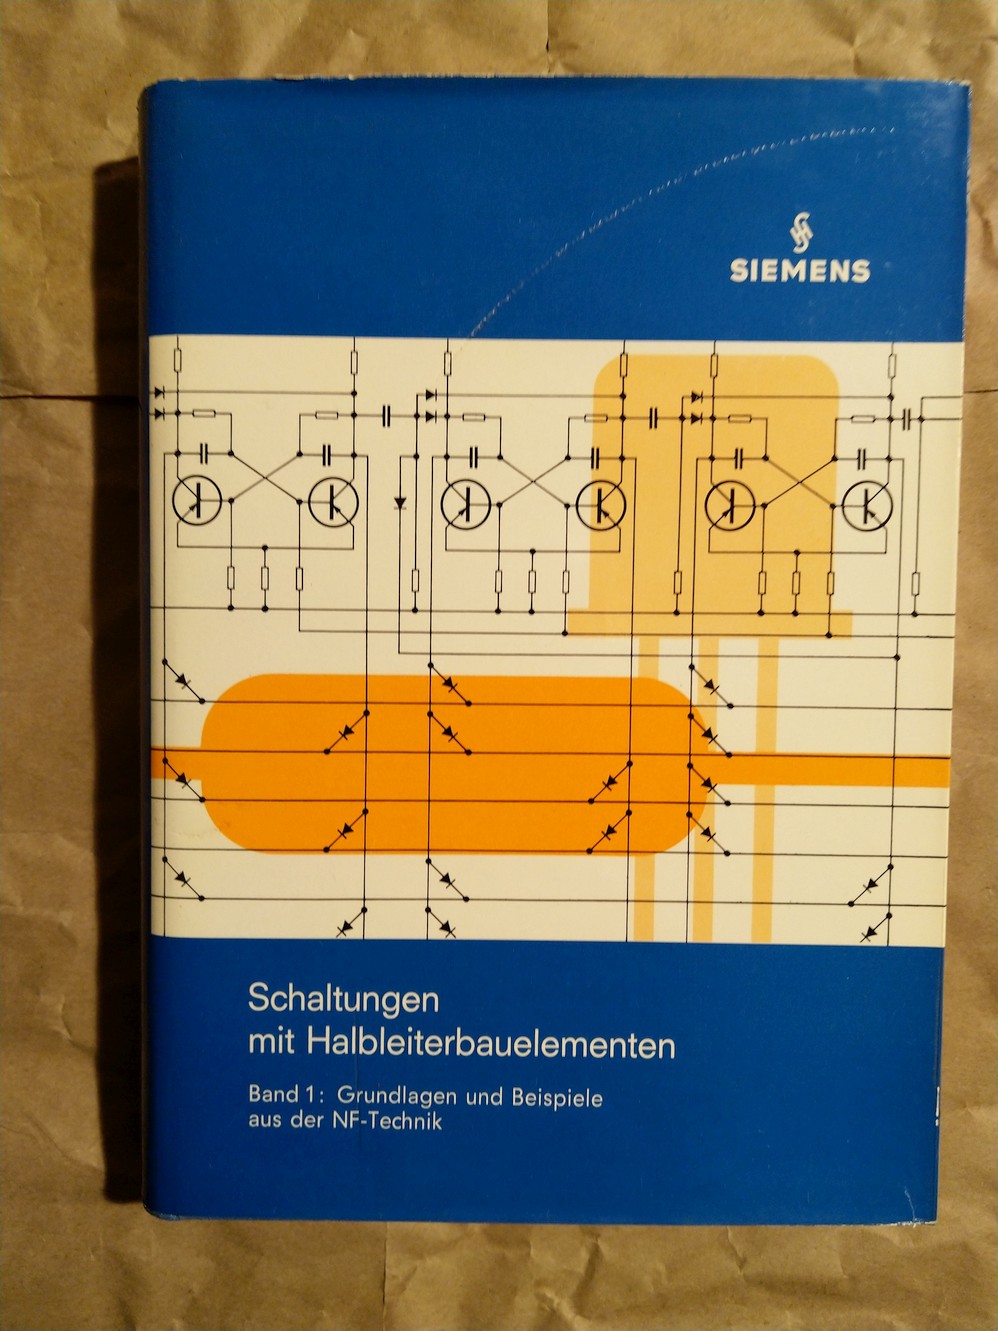 SIEMENS
Schaltungen
mit Halbleiterbauelementen
Band 1: Grundlagen und Beispiele
aus der NF-Technik